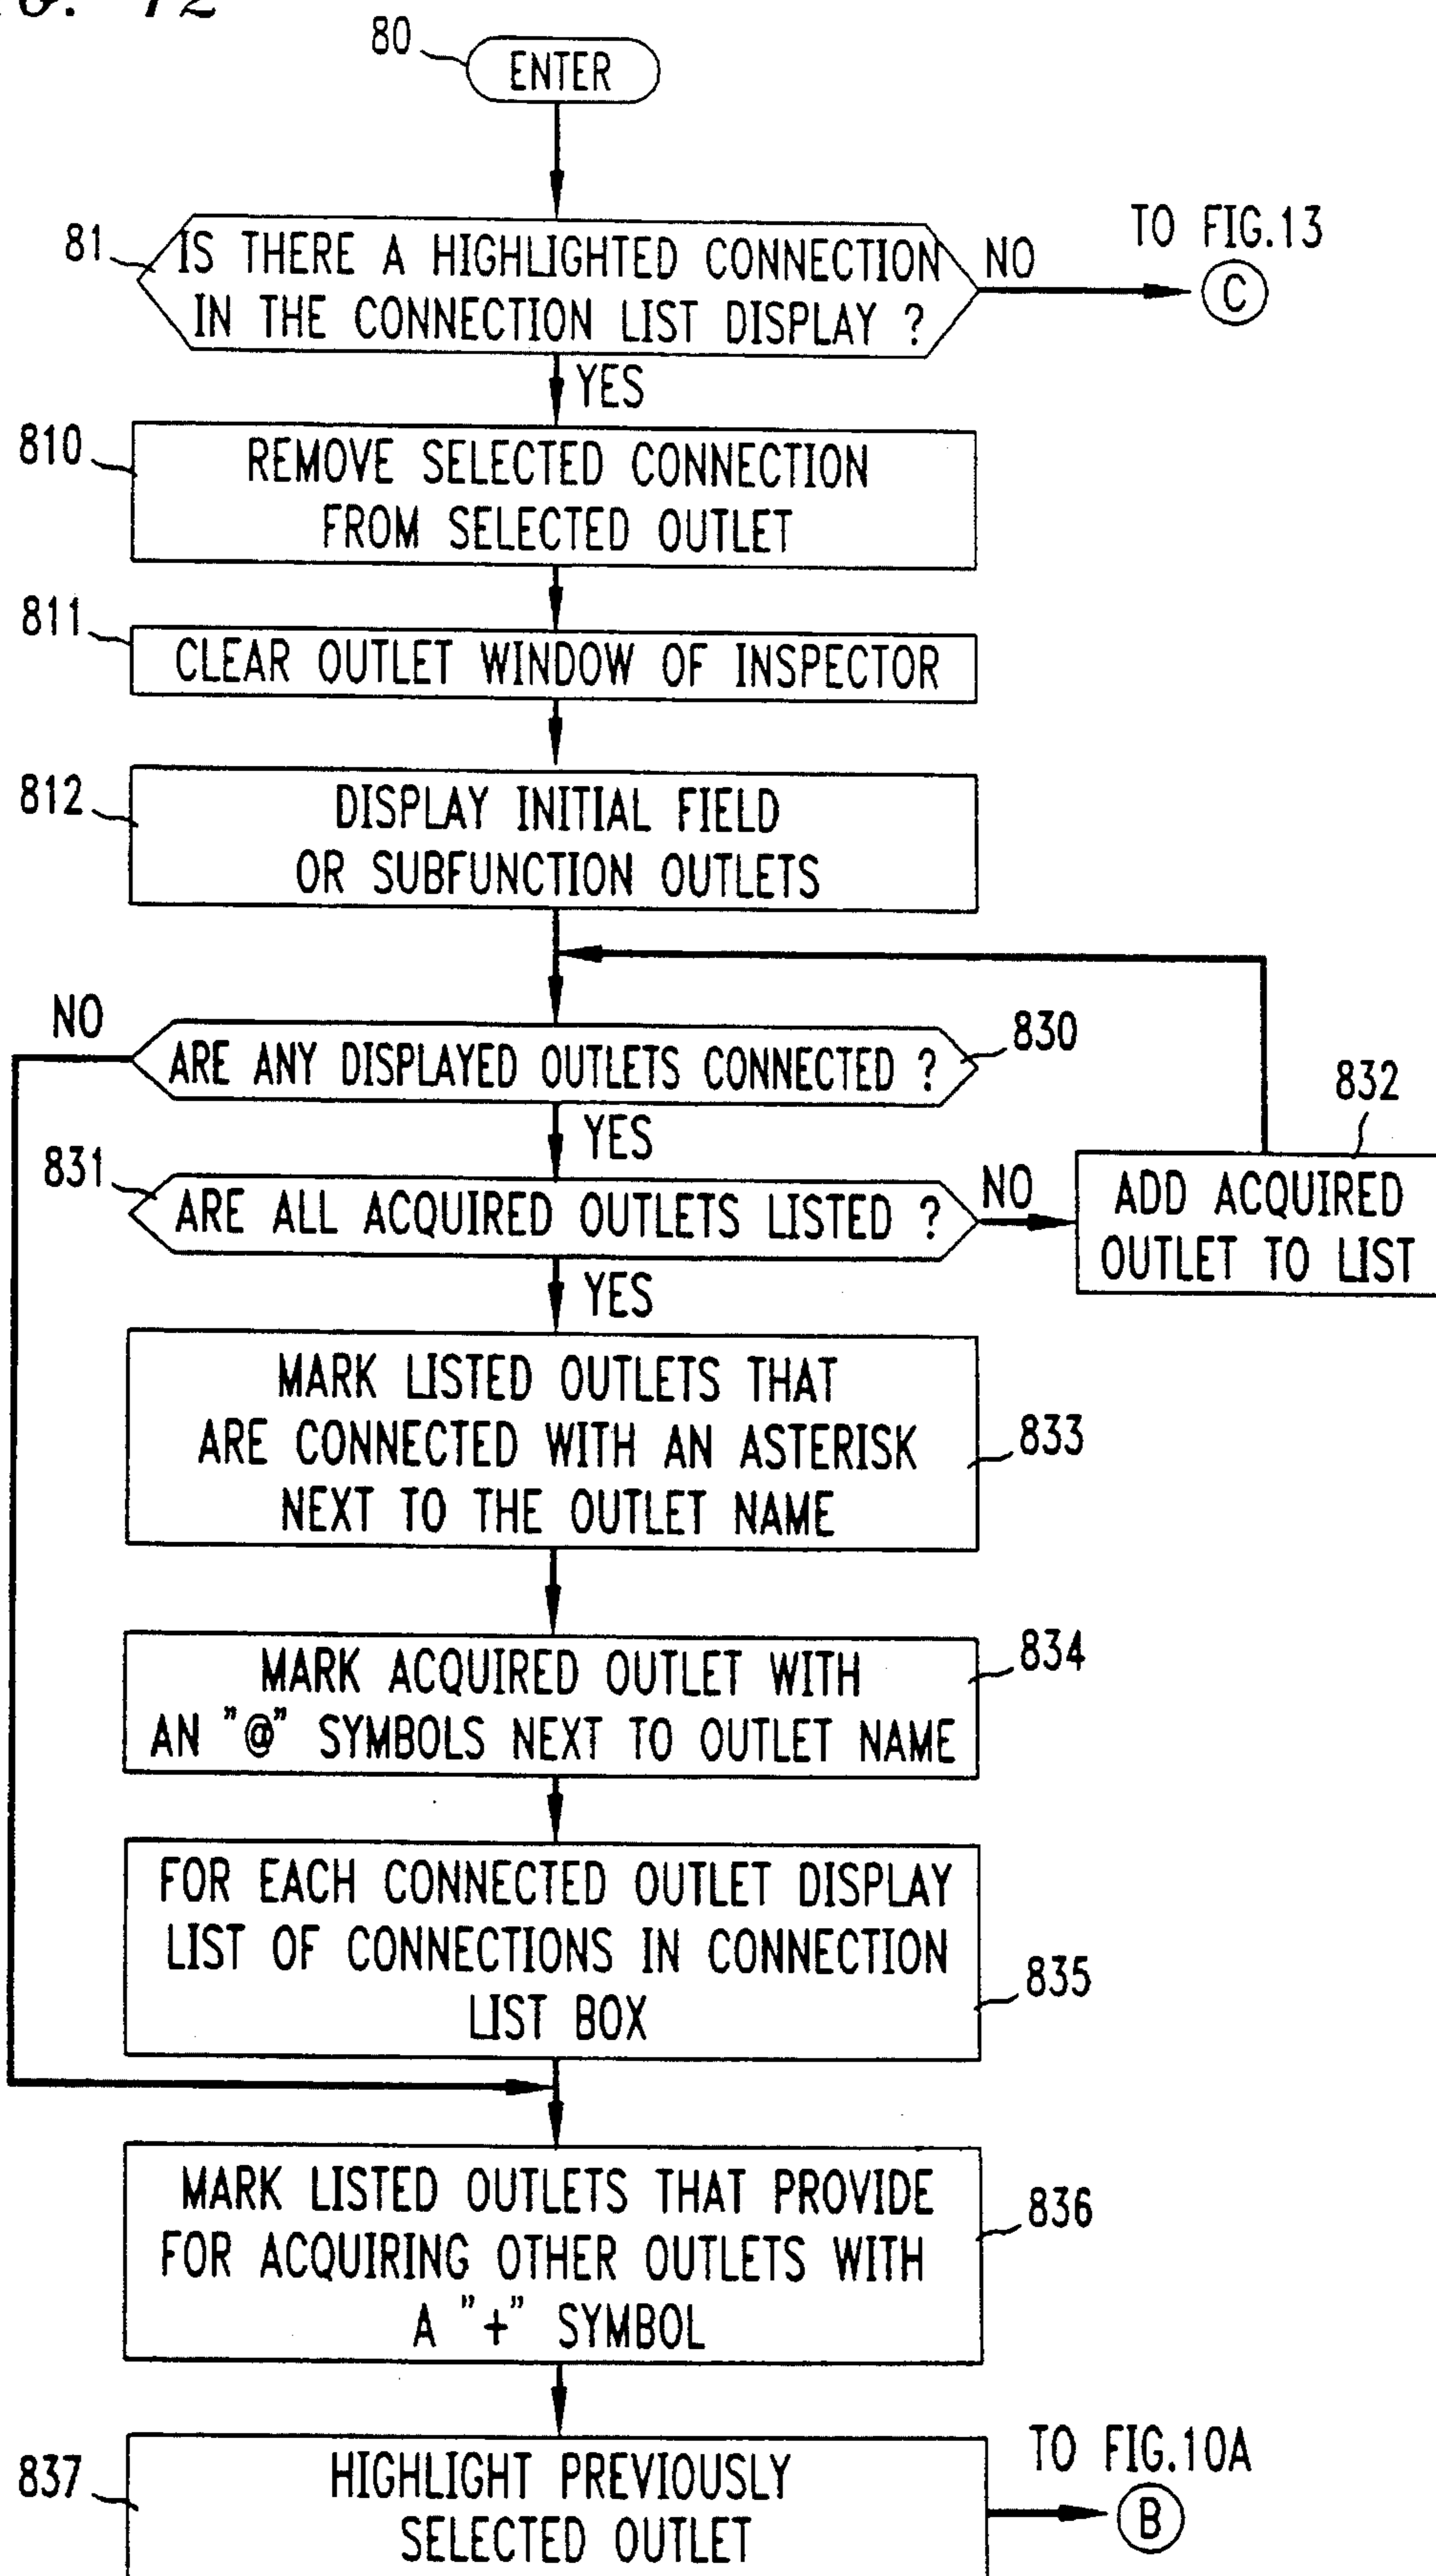 12
80
ENTER
81
IS THERE A HIGHLIGHTED CONNECTION
IN THE CONNECTION LIST DISPLAY ?
NO
TO FIG.13
C
YES
810
REMOVE SELECTED CONNECTION
FROM SELECTED OUTLET
811
CLEAR OUTLET WINDOW OF INSPECTOR
812
DISPLAY INITIAL FIELD
OR SUBFUNCTION OUTLETS
NO
ARE ANY DISPLAYED OUTLETS CONNECTED ?
830
YES
831
ARE ALL ACQUIRED OUTLETS LISTED ?
NO
832
ADD ACQUIRED
OUTLET TO LIST
YES
MARK LISTED OUTLETS THAT
ARE CONNECTED WITH AN ASTERISK
NEXT TO THE OUTLET NAME
833
MARK ACQUIRED OUTLET WITH
AN "@" SYMBOLS NEXT TO OUTLET NAME
834
FOR EACH CONNECTED OUTLET DISPLAY
LIST OF CONNECTIONS IN CONNECTION
LIST BOX
835
MARK LISTED OUTLETS THAT PROVIDE
FOR ACQUIRING OTHER OUTLETS WITH
A "+" SYMBOL
836
837
HIGHLIGHT PREVIOUSLY
SELECTED OUTLET
TO FIG.10A
B